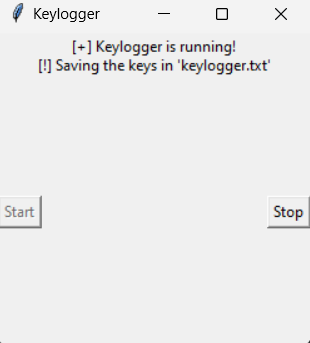 Keylogger
[+] Keylogger is running!
[!] Saving the keys in 'keylogger.txt'
Start
Stop